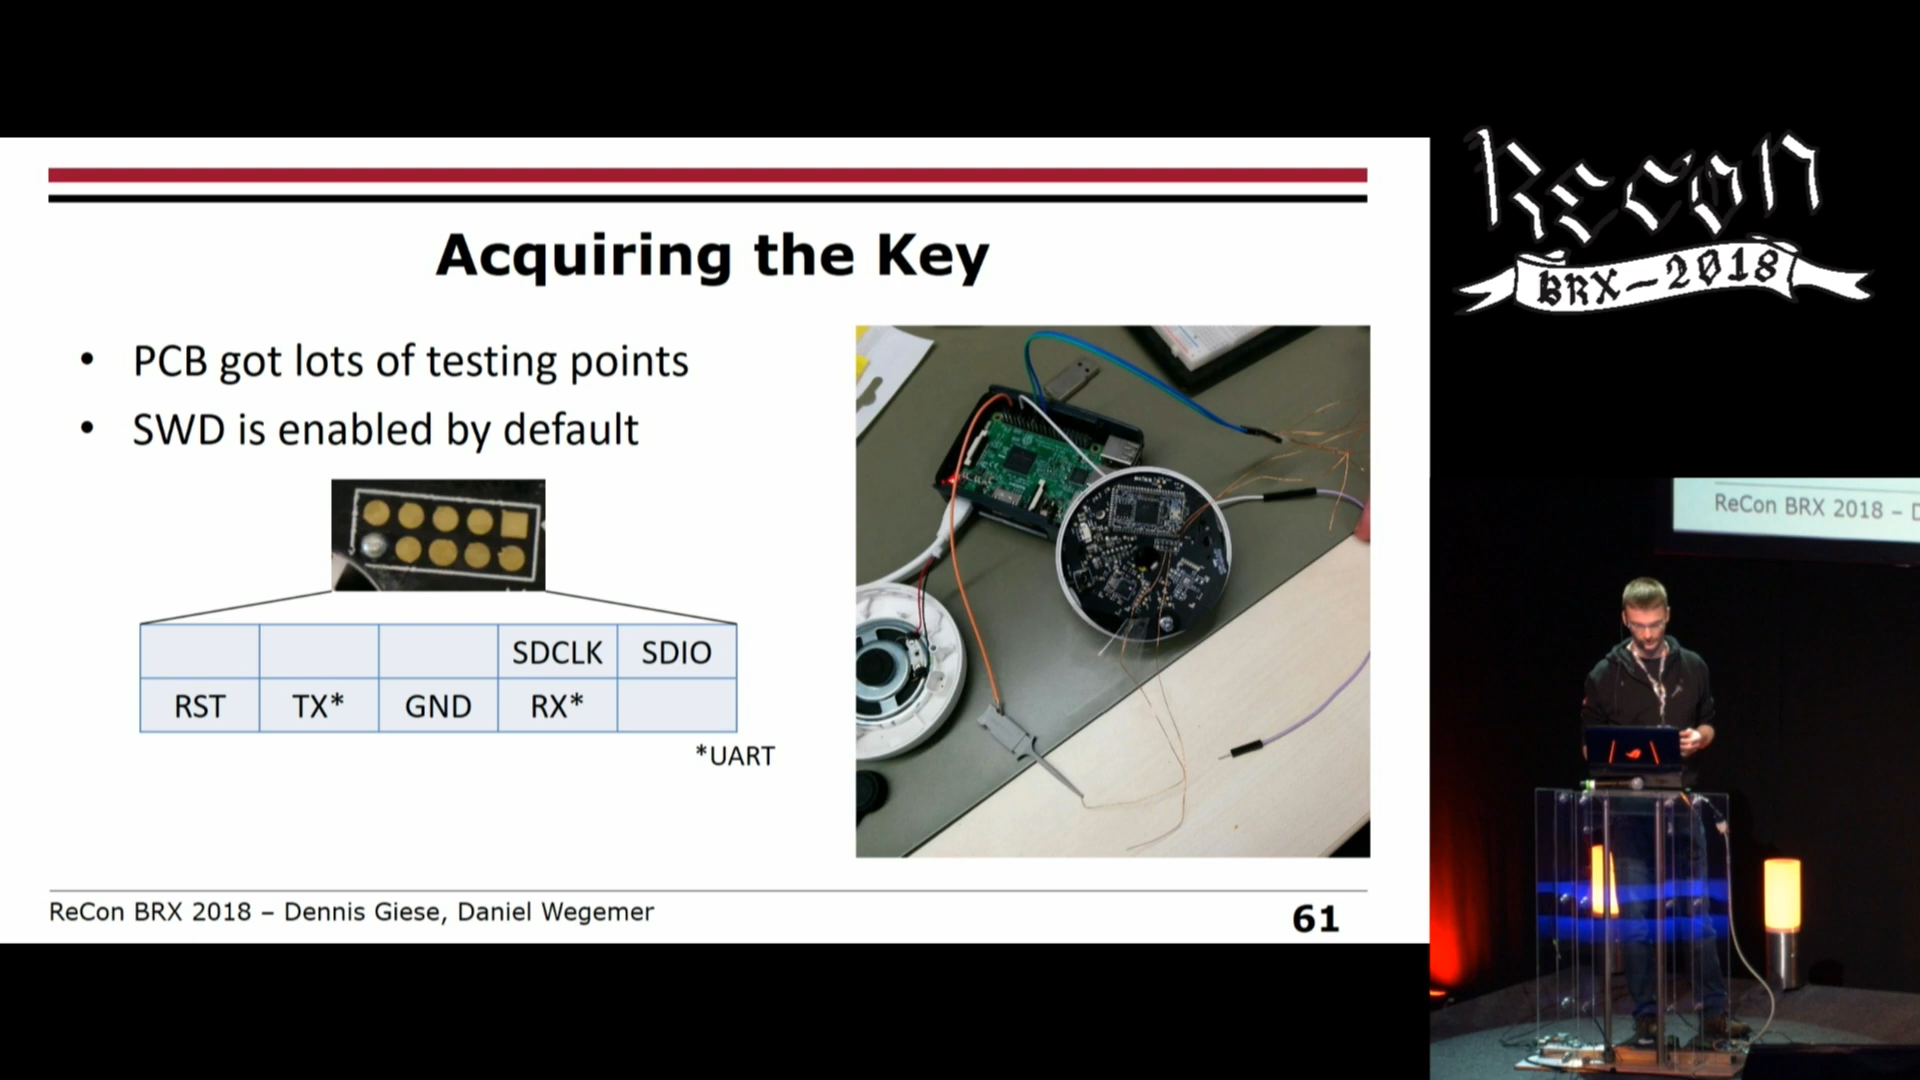 Acquiring the Key
• PCB got lots of testing points
• SWD is enabled by default
SDCLK SDIO
RST TX* GND RX*
*UART
ReCon BRX 2018 – Dennis Giese, Daniel Wegemer
61
Recon
BRX-2018
ReCon BRX 2018 – D